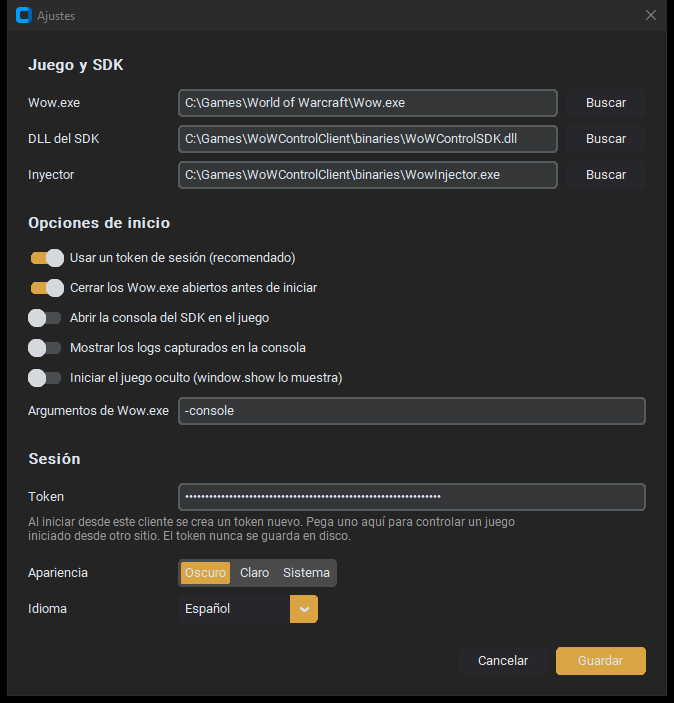 Ajustes
Juego y SDK
Wow.exe
C:\Games\World of Warcraft\Wow.exe
Buscar
DLL del SDK
C:\Games\WoWControlClient\binaries\WoWControlSDK.dll
Buscar
Inyector
C:\Games\WoWControlClient\binaries\WowInjector.exe
Buscar
Opciones de inicio
Usar un token de sesión (recomendado)
Cerrar los Wow.exe abiertos antes de iniciar
Abrir la consola del SDK en el juego
Mostrar los logs capturados en la consola
Iniciar el juego oculto (window.show lo muestra)
Argumentos de Wow.exe
-console
Sesión
Token
Al iniciar desde este cliente se crea un token nuevo. Pega uno aquí para controlar un juego
iniciado desde otro sitio. El token nunca se guarda en disco.
Apariencia
Oscuro
Claro
Sistema
Idioma
Español
Cancelar
Guardar